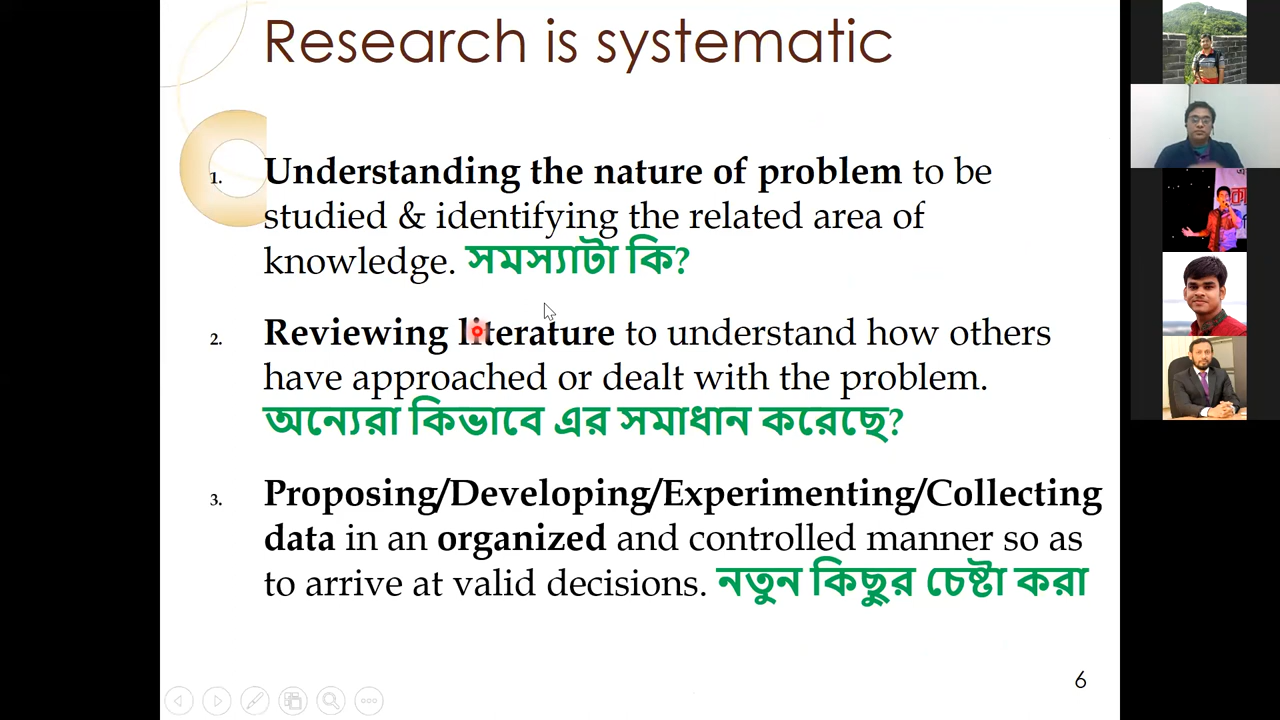 Research is systematic
1. Understanding the nature of problem to be
studied & identifying the related area of
knowledge. সমস্যাটা কি?
2. Reviewing literature to understand how others
have approached or dealt with the problem.
অন্যেরা কিভাবে এর সমাধান করেছে?
3. Proposing/Developing/Experimenting/Collecting
data in an organized and controlled manner so as
to arrive at valid decisions. নতুন কিছুর চেষ্টা করা
6